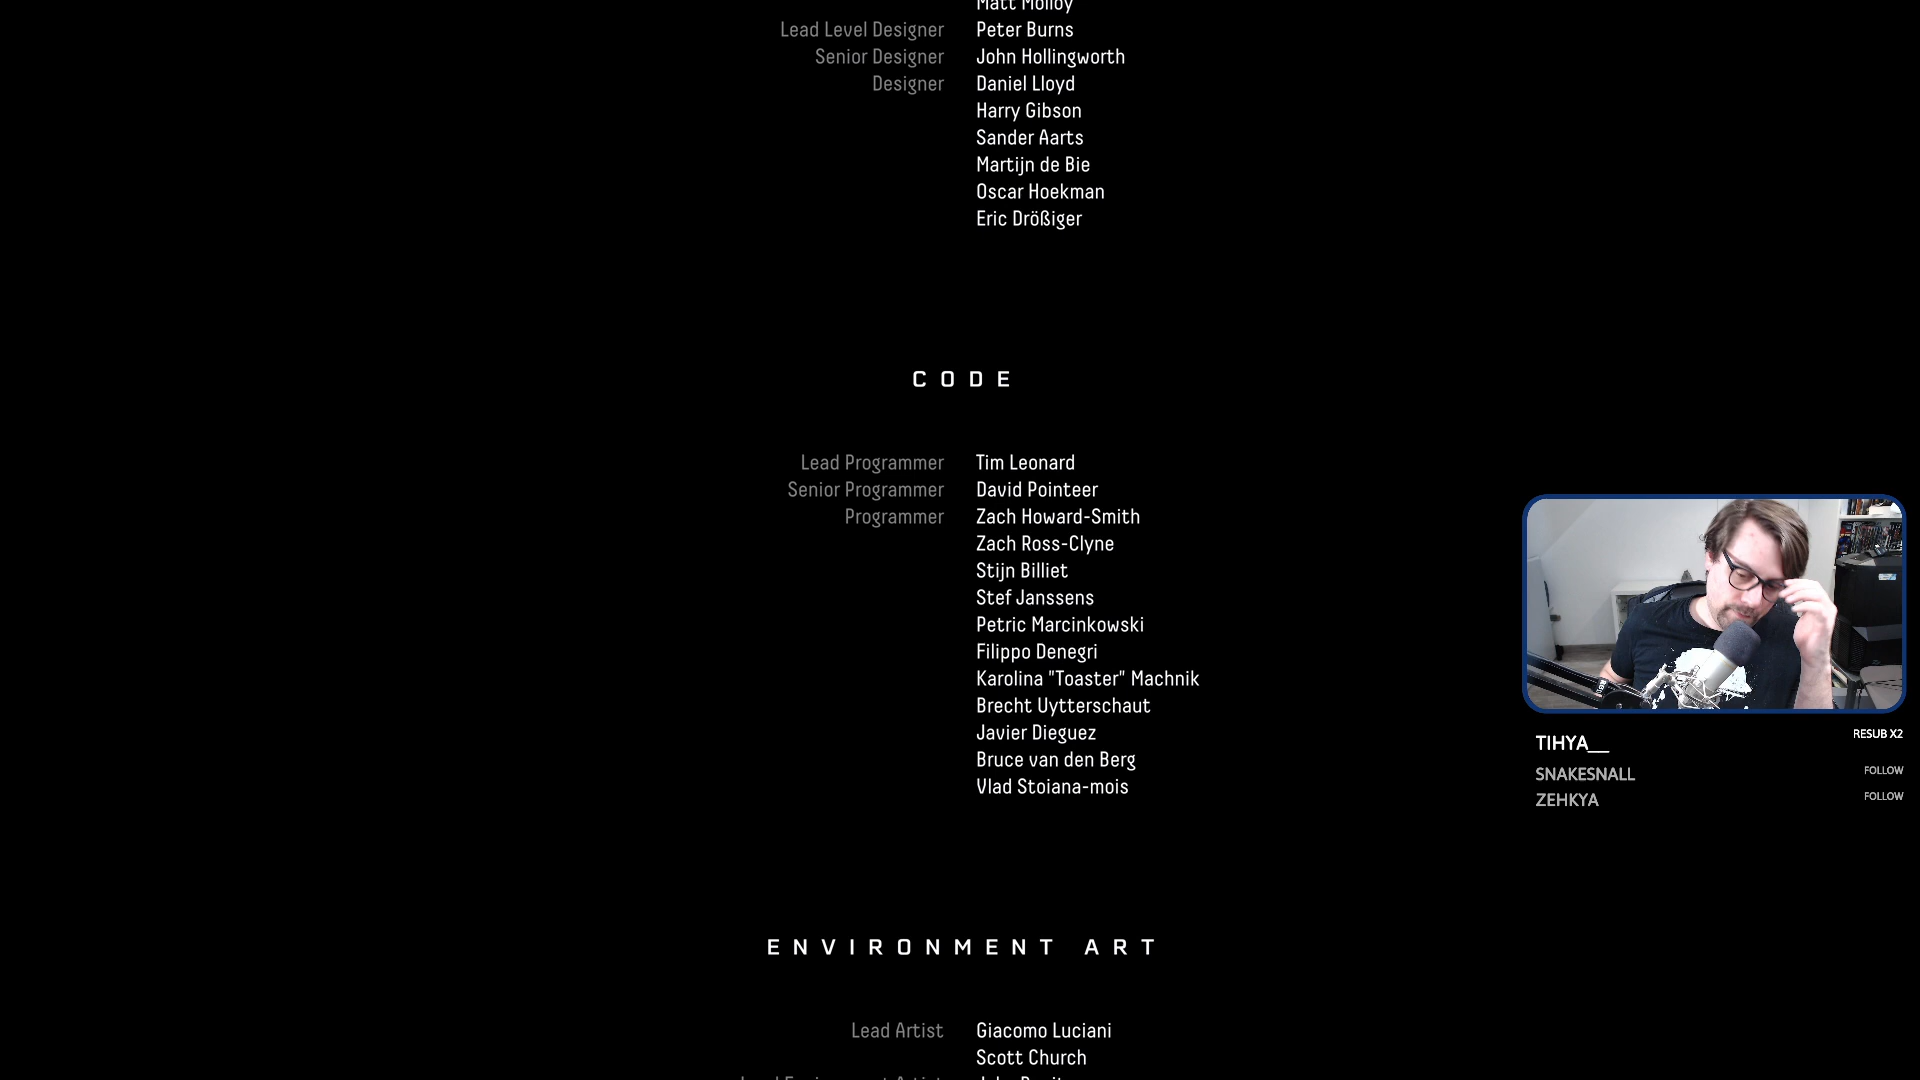 Matt Molloy
Lead Level Designer Peter Burns
Senior Designer John Hollingworth
Designer Daniel Lloyd
Harry Gibson
Sander Aarts
Martijn de Bie
Oscar Hoekman
Eric Drößiger
CODE
Lead Programmer Tim Leonard
Senior Programmer David Pointeer
Programmer Zach Howard-Smith
Zach Ross-Clyne
Stijn Billiet
Stef Janssens
Petric Marcinkowski
Filippo Denegri
Karolina "Toaster" Machnik
Brecht Uytterschaut
Javier Dieguez
Bruce van den Berg
Vlad Stoiana-mois
TIHYA__ RESUB X2
SNAKESNALL FOLLOW
ZEHKYA FOLLOW
ENVIRONMENT ART
Lead Artist Giacomo Luciani
Scott Church